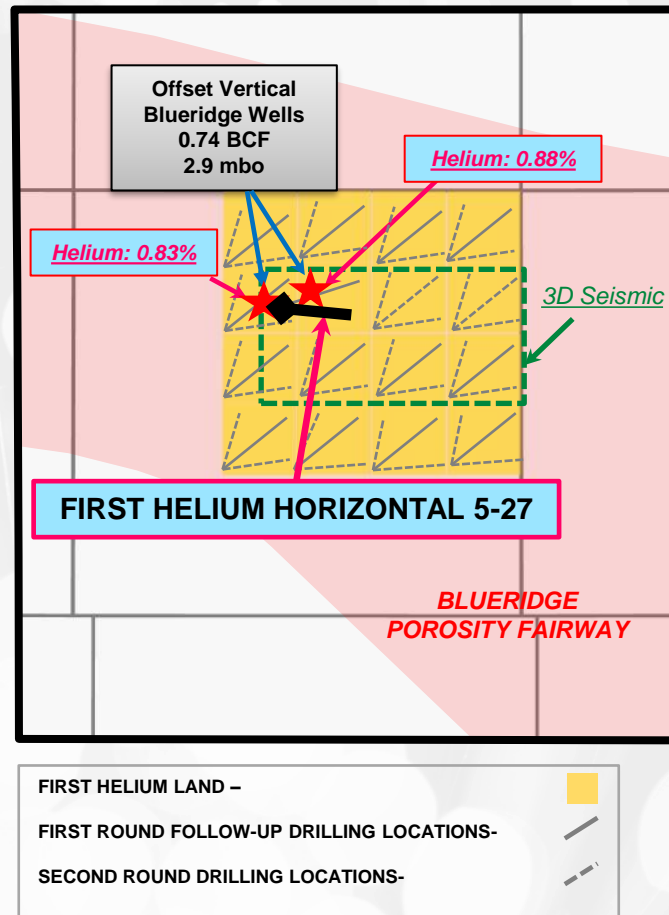 Offset Vertical
Blueridge Wells
0.74 BCF
2.9 mbo
Helium: 0.88%
Helium: 0.83%
3D Seismic
FIRST HELIUM HORIZONTAL 5-27
BLUERIDGE
POROSITY FAIRWAY
FIRST HELIUM LAND –
FIRST ROUND FOLLOW-UP DRILLING LOCATIONS-
SECOND ROUND DRILLING LOCATIONS-